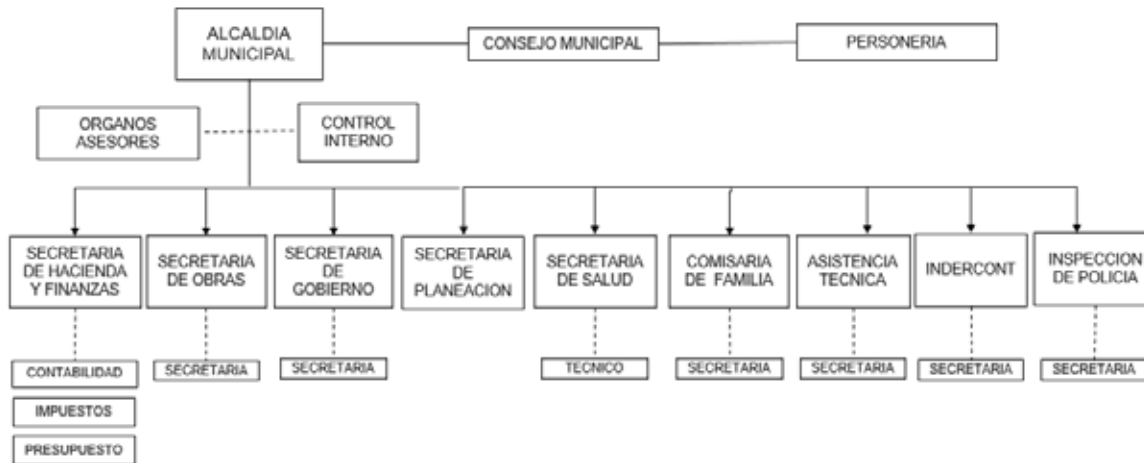 ALCALDIA
MUNICIPAL
CONSEJO MUNICIPAL
PERSONERIA
ORGANOS
ASESORES
CONTROL
INTERNO
SECRETARIA
DE HACIENDA
Y FINANZAS
SECRETARIA
DE OBRAS
SECRETARIA
DE
GOBIERNO
SECRETARIA
DE
PLANEACION
SECRETARIA
DE SALUD
COMISARIA
DE FAMILIA
ASISTENCIA
TECNICA
INDERCONT
INSPECCION
DE POLICIA
CONTABILIDAD
SECRETARIA
SECRETARIA
TECNICO
SECRETARIA
SECRETARIA
SECRETARIA
SECRETARIA
IMPUESTOS
PRESUPUESTO